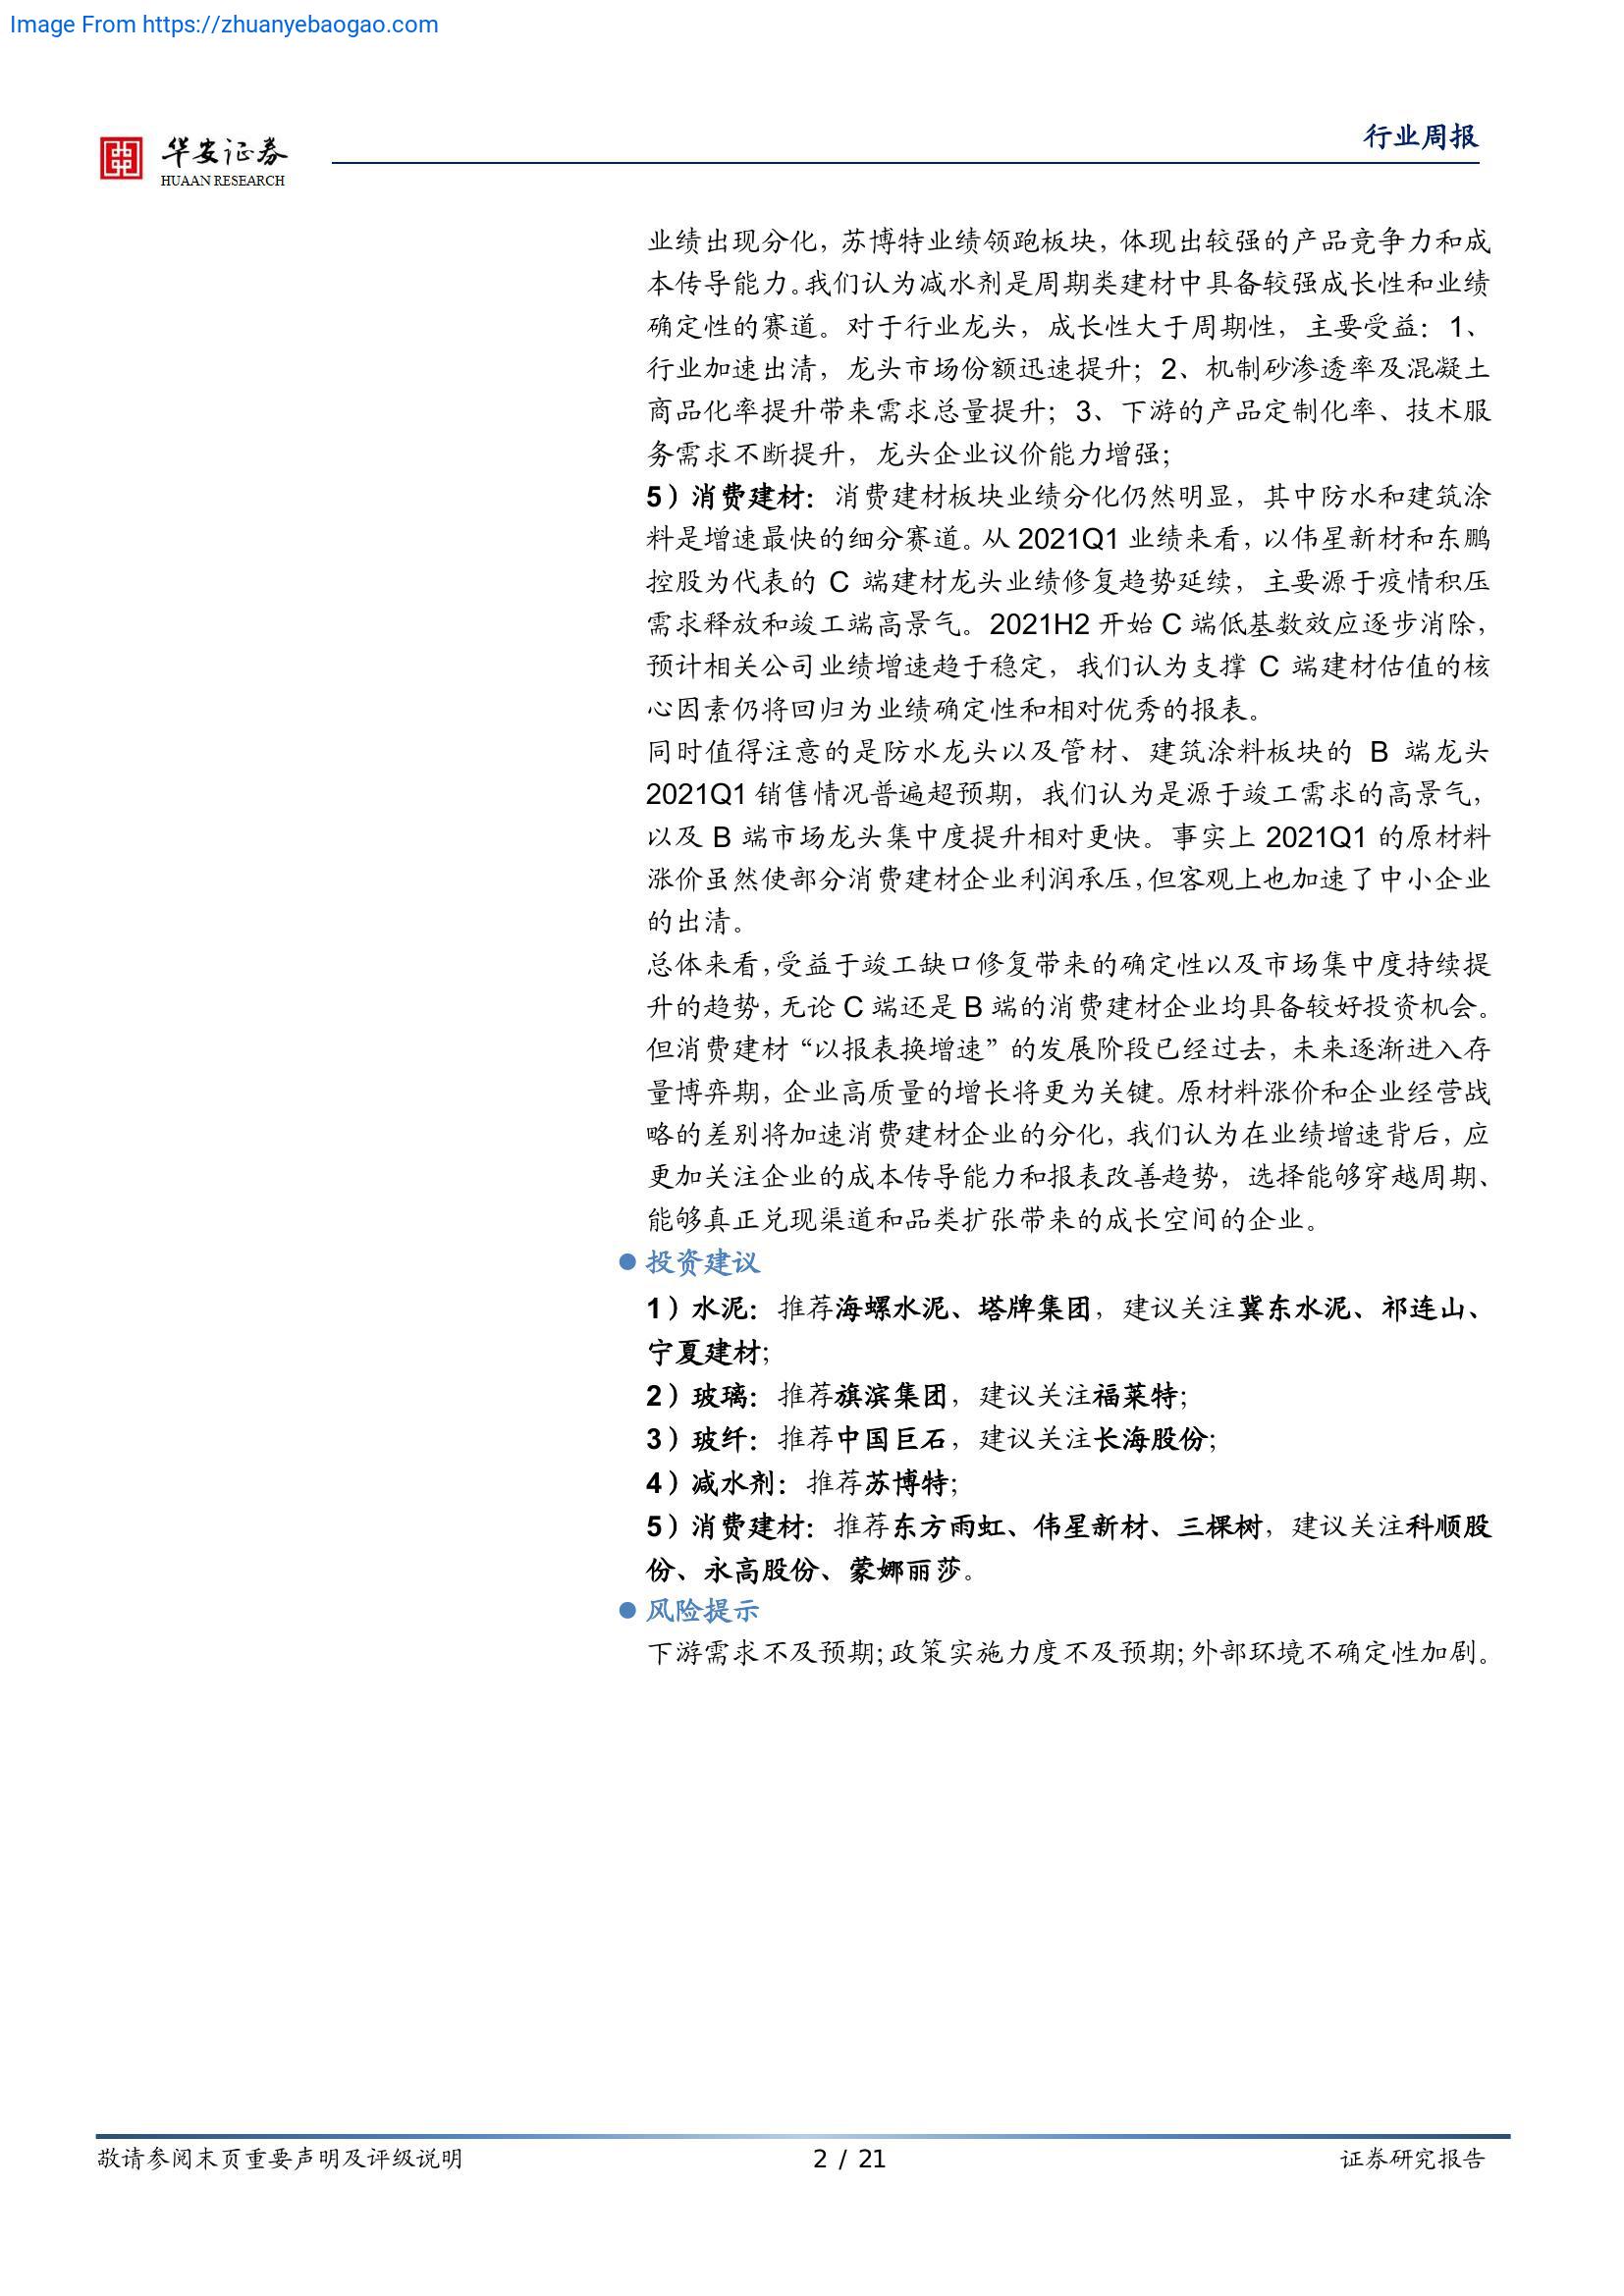 Image From https://zhuanyebaogao.com
华安证券
HUAAN RESEARCH
行业周报
业绩出现分化，苏博特业绩领跑板块，体现出较强的产品竞争力和成
本传导能力。我们认为减水剂是周期类建材中具备较强成长性和业绩
确定性的赛道。对于行业龙头，成长性大于周期性，主要受益：1、
行业加速出清，龙头市场份额迅速提升；2、机制砂渗透率及混凝土
商品化率提升带来需求总量提升；3、下游的产品定制化率、技术服
务需求不断提升，龙头企业议价能力增强；
5）消费建材：消费建材板块业绩分化仍然明显，其中防水和建筑涂
料是增速最快的细分赛道。从 2021Q1 业绩来看，以伟星新材和东鹏
控股为代表的 C 端建材龙头业绩修复趋势延续，主要源于疫情积压
需求释放和竣工端高景气。2021H2 开始 C 端低基数效应逐步消除，
预计相关公司业绩增速趋于稳定，我们认为支撑 C 端建材估值的核
心因素仍将回归为业绩确定性和相对优秀的报表。
同时值得注意的是防水龙头以及管材、建筑涂料板块的 B 端龙头
2021Q1 销售情况普遍超预期，我们认为是源于竣工需求的高景气，
以及 B 端市场龙头集中度提升相对更快。事实上 2021Q1 的原材料
涨价虽然使部分消费建材企业利润承压，但客观上也加速了中小企业
的出清。
总体来看，受益于竣工缺口修复带来的确定性以及市场集中度持续提
升的趋势，无论 C 端还是 B 端的消费建材企业均具备较好投资机会。
但消费建材“以报表换增速”的发展阶段已经过去，未来逐渐进入存
量博弈期，企业高质量的增长将更为关键。原材料涨价和企业经营战
略的差别将加速消费建材企业的分化，我们认为在业绩增速背后，应
更加关注企业的成本传导能力和报表改善趋势，选择能够穿越周期、
能够真正兑现渠道和品类扩张带来的成长空间的企业。
● 投资建议
1）水泥：推荐海螺水泥、塔牌集团，建议关注冀东水泥、祁连山、
宁夏建材；
2）玻璃：推荐旗滨集团，建议关注福莱特；
3）玻纤：推荐中国巨石，建议关注长海股份；
4）减水剂：推荐苏博特；
5）消费建材：推荐东方雨虹、伟星新材、三棵树，建议关注科顺股
份、永高股份、蒙娜丽莎。
● 风险提示
下游需求不及预期；政策实施力度不及预期；外部环境不确定性加剧。
敬请参阅末页重要声明及评级说明
2 / 21
证券研究报告